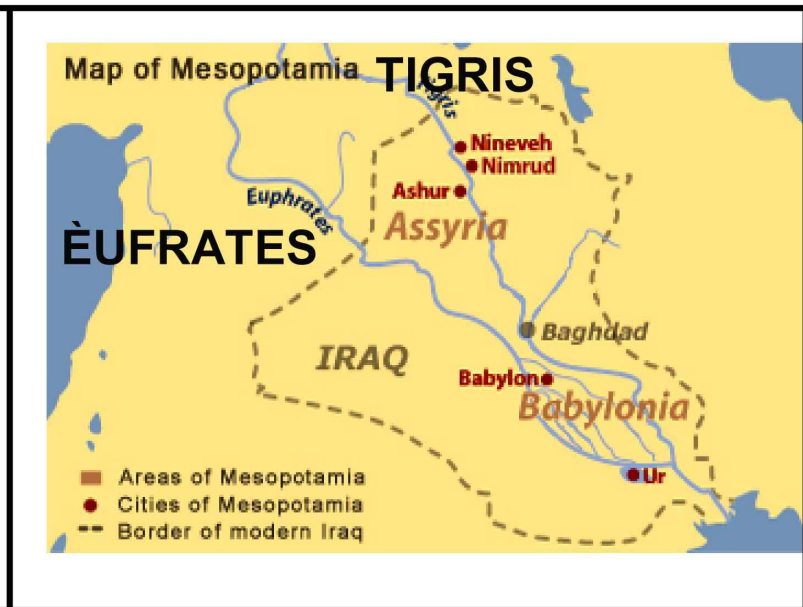 Map of Mesopotamia
TIGRIS
Tigris
Nineveh
Nimrud
Ashur
Euphrates
Assyria
ÈUFRATES
Baghdad
IRAQ
Babylon
Babylonia
Ur
Areas of Mesopotamia
Cities of Mesopotamia
Border of modern Iraq